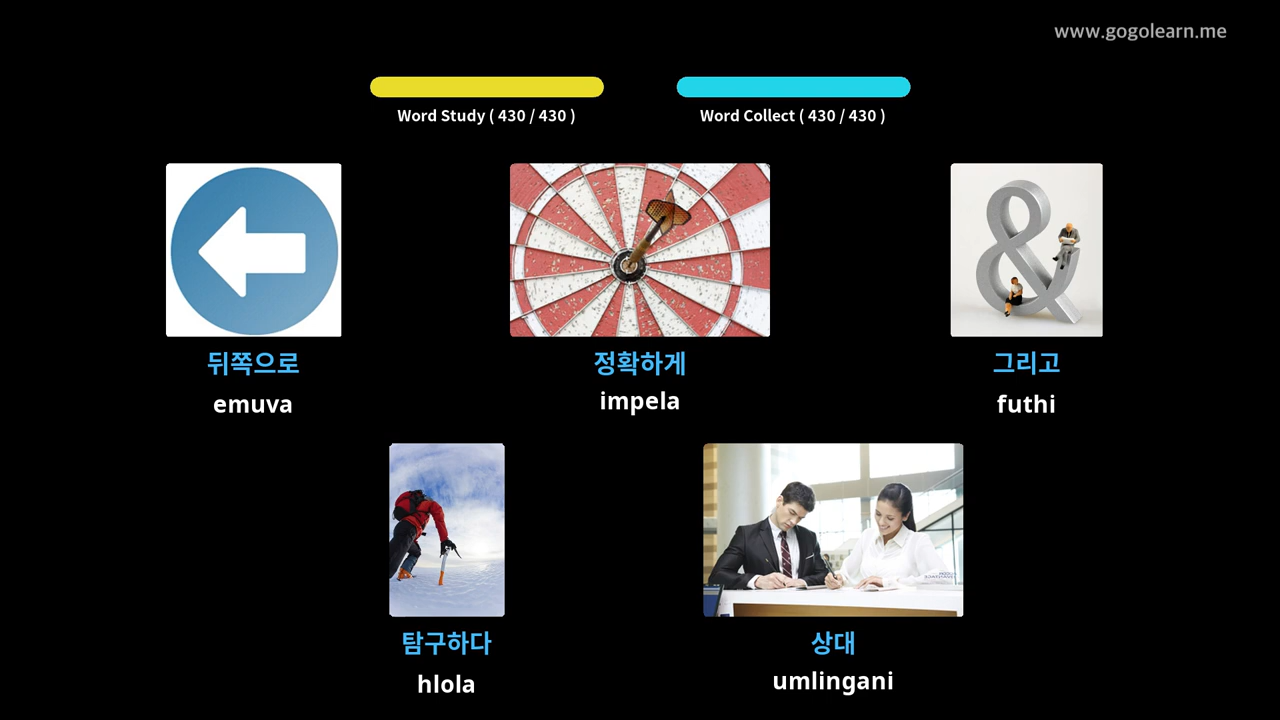 www.gogolearn.me
Word Study ( 430 / 430 )
Word Collect ( 430 / 430 )
뒤쪽으로
emuva
정확하게
impela
그리고
futhi
탐구하다
hlola
상대
umlingani